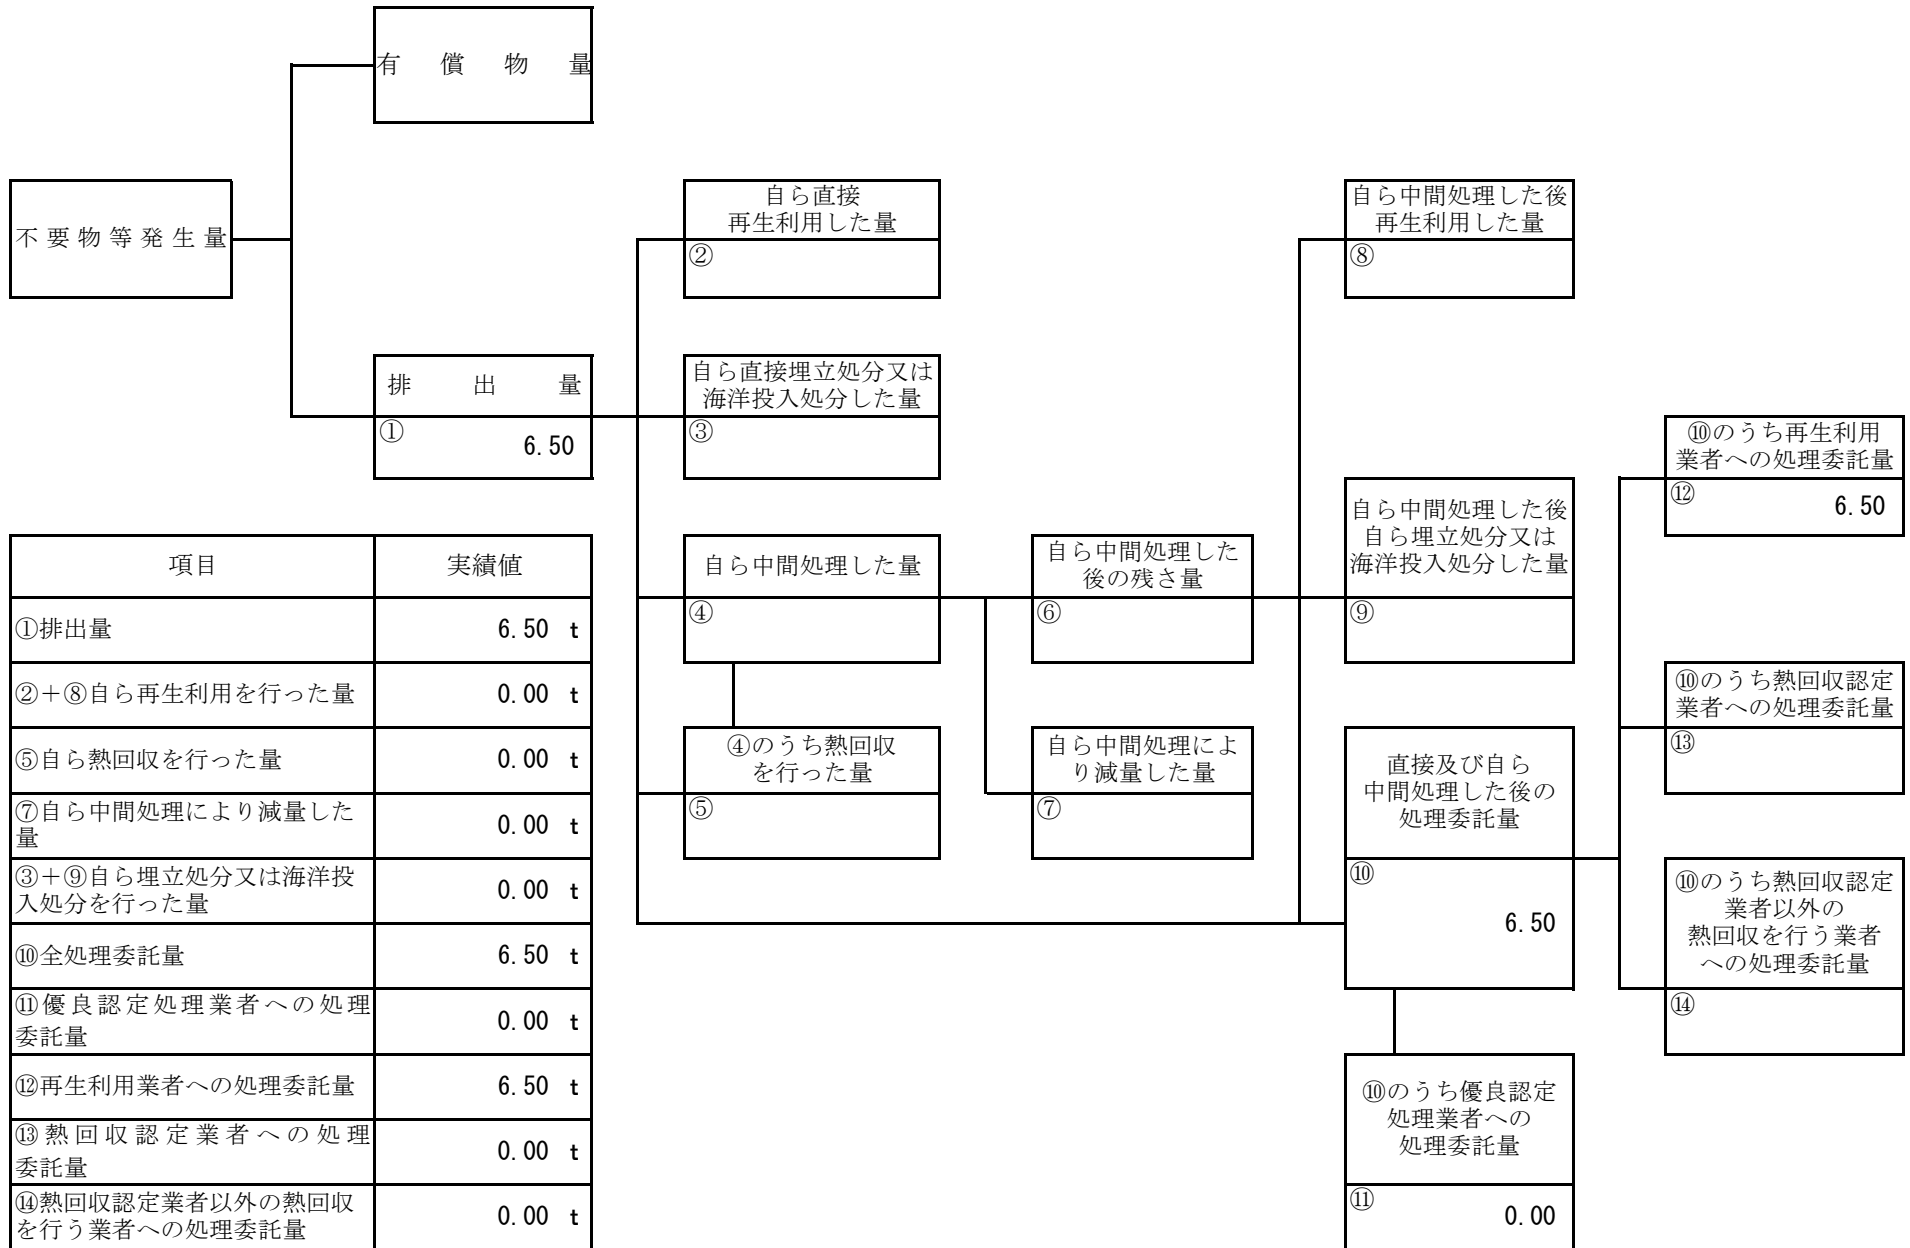 有償物量
不要物等発生量
自ら直接
再生利用した量
②
自ら中間処理した後
再生利用した量
⑧
排出量
①
6.50
自ら直接埋立処分又は
海洋投入処分した量
③
⑩のうち再生利用
業者への処理委託量
⑫
6.50
自ら中間処理した後
自ら埋立処分又は
海洋投入処分した量
⑨
自ら中間処理した量
④
自ら中間処理した
後の残さ量
⑥
⑩のうち熱回収認定
業者への処理委託量
⑬
④のうち熱回収
を行った量
⑤
自ら中間処理によ
り減量した量
⑦
直接及び自ら
中間処理した後の
処理委託量
⑩
6.50
⑩のうち熱回収認定
業者以外の
熱回収を行う業者
への処理委託量
⑭
⑩のうち優良認定
処理業者への
処理委託量
⑪
0.00
項目 実績値
①排出量 6.50 t
②+⑧自ら再生利用を行った量 0.00 t
⑤自ら熱回収を行った量 0.00 t
⑦自ら中間処理により減量した
量 0.00 t
③+⑨自ら埋立処分又は海洋投
入処分を行った量 0.00 t
⑩全処理委託量 6.50 t
⑪優良認定処理業者への処理
委託量 0.00 t
⑫再生利用業者への処理委託量 6.50 t
⑬熱回収認定業者への処理
委託量 0.00 t
⑭熱回収認定業者以外の熱回収
を行う業者への処理委託量 0.00 t